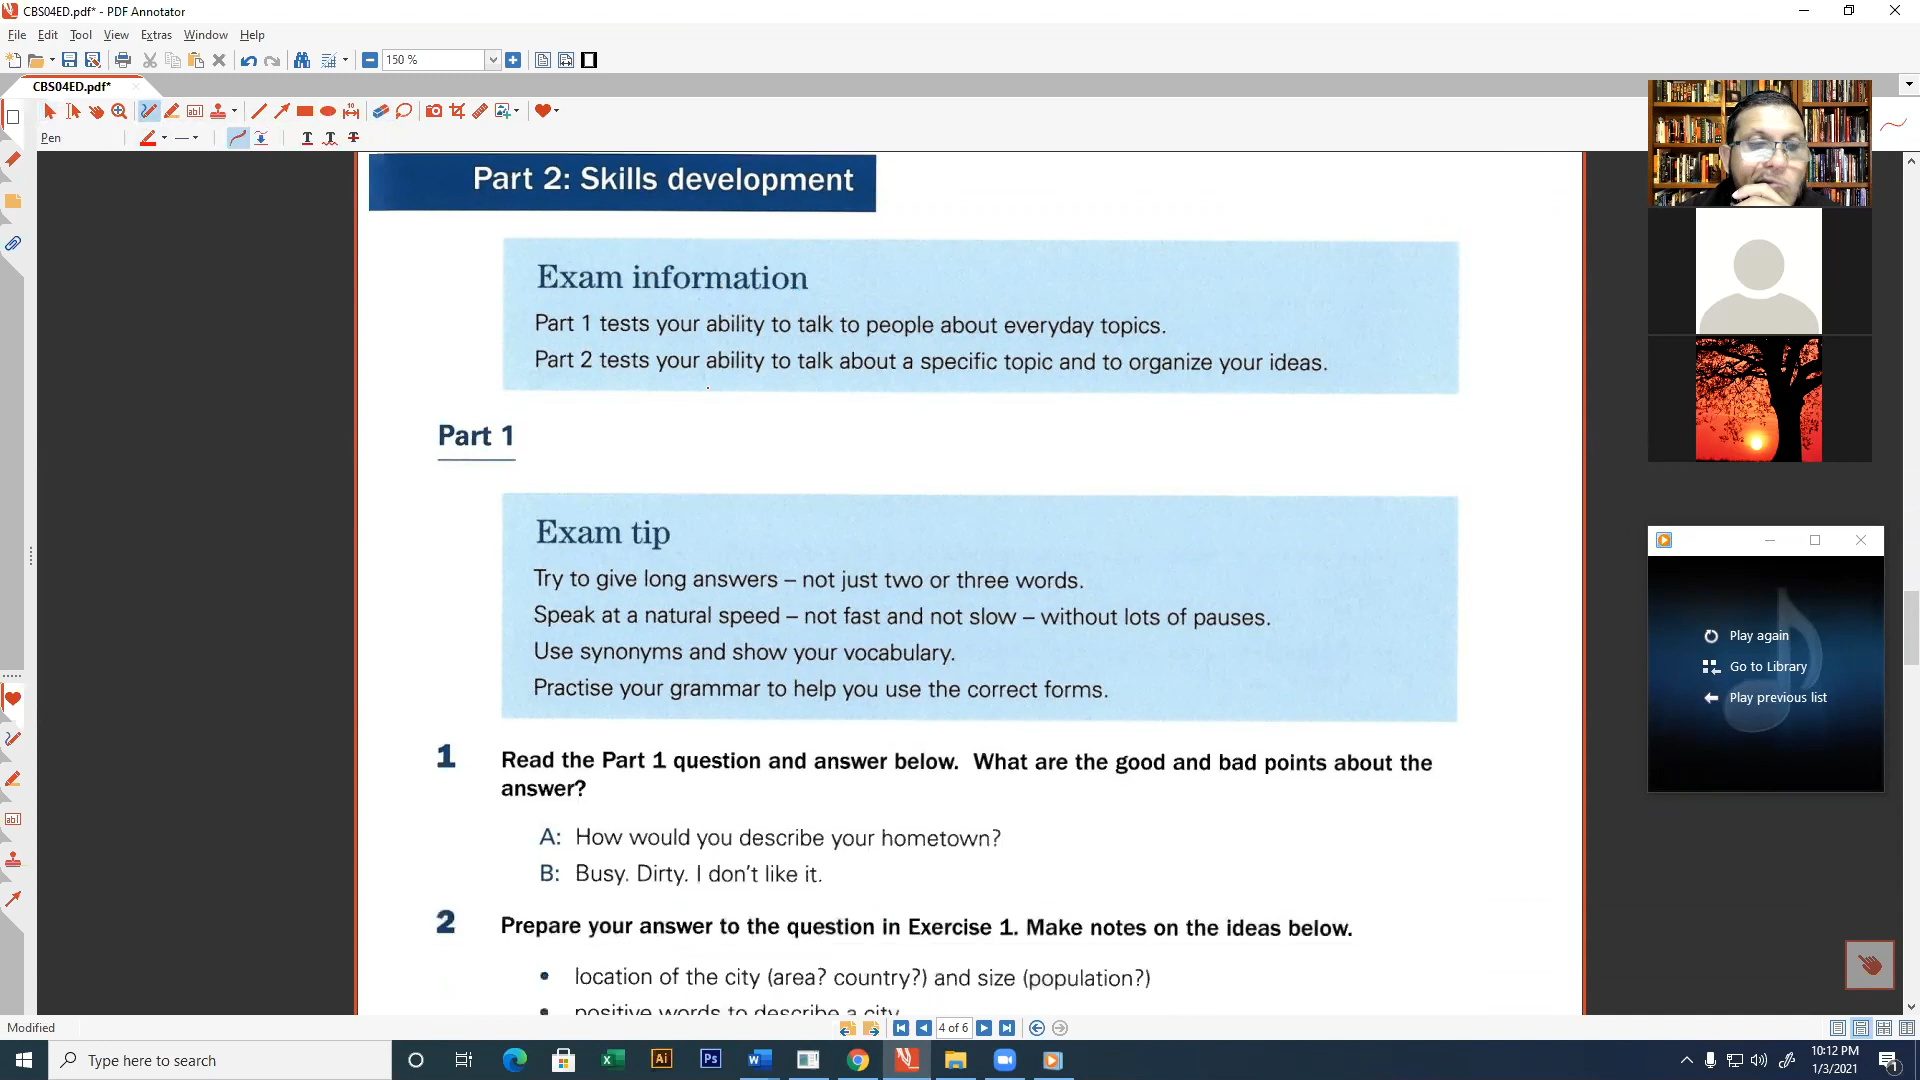 CBS04ED.pdf* - PDF Annotator
File Edit Tool View Extras Window Help
150 %
CBS04ED.pdf*
Pen
Part 2: Skills development
Exam information
Part 1 tests your ability to talk to people about everyday topics.
Part 2 tests your ability to talk about a specific topic and to organize your ideas.
Part 1
Exam tip
Try to give long answers – not just two or three words.
Speak at a natural speed – not fast and not slow – without lots of pauses.
Use synonyms and show your vocabulary.
Practise your grammar to help you use the correct forms.
1 Read the Part 1 question and answer below. What are the good and bad points about the
answer?
A: How would you describe your hometown?
B: Busy. Dirty. I don't like it.
2 Prepare your answer to the question in Exercise 1. Make notes on the ideas below.
• location of the city (area? country?) and size (population?)
• positive words to describe a city
Play again
Go to Library
Play previous list
Modified
4 of 6
Type here to search
Ai
Ps
10:12 PM
1/3/2021
1